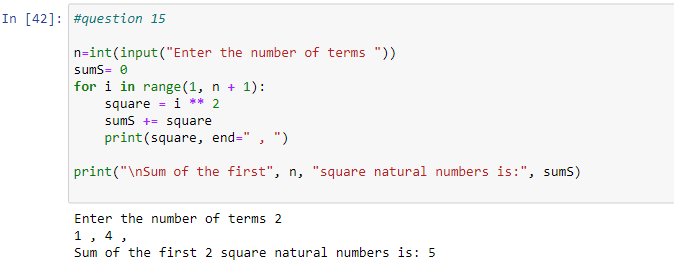 In [42]: #question 15
n=int(input("Enter the number of terms "))
sumS= 0
for i in range(1, n + 1):
    square = i ** 2
    sumS += square
    print(square, end=" , ")
print("\nSum of the first", n, "square natural numbers is:", sumS)
Enter the number of terms 2
1 , 4 ,
Sum of the first 2 square natural numbers is: 5